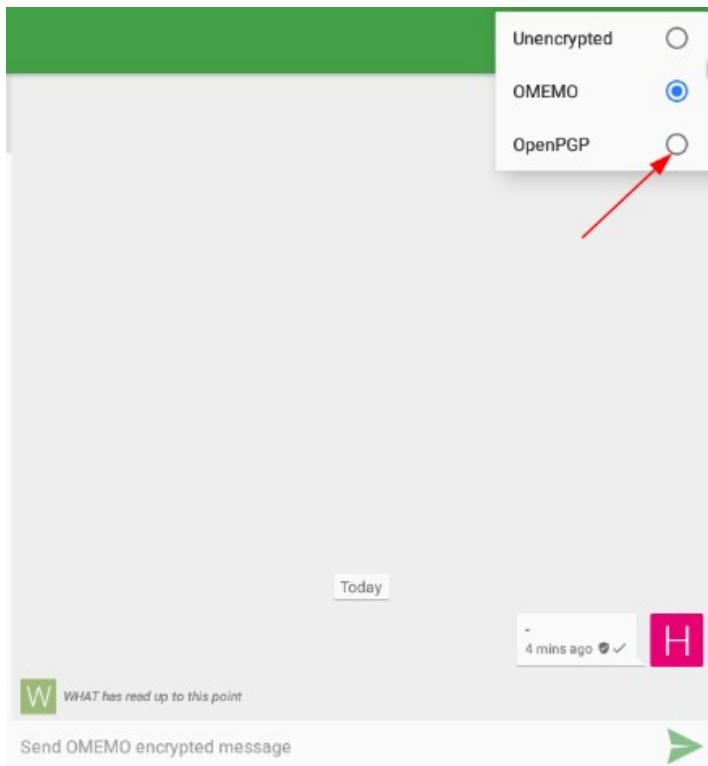 Unencrypted
OMEMO
OpenPGP
Today
-
4 mins ago
H
W
WHAT has read up to this point
Send OMEMO encrypted message